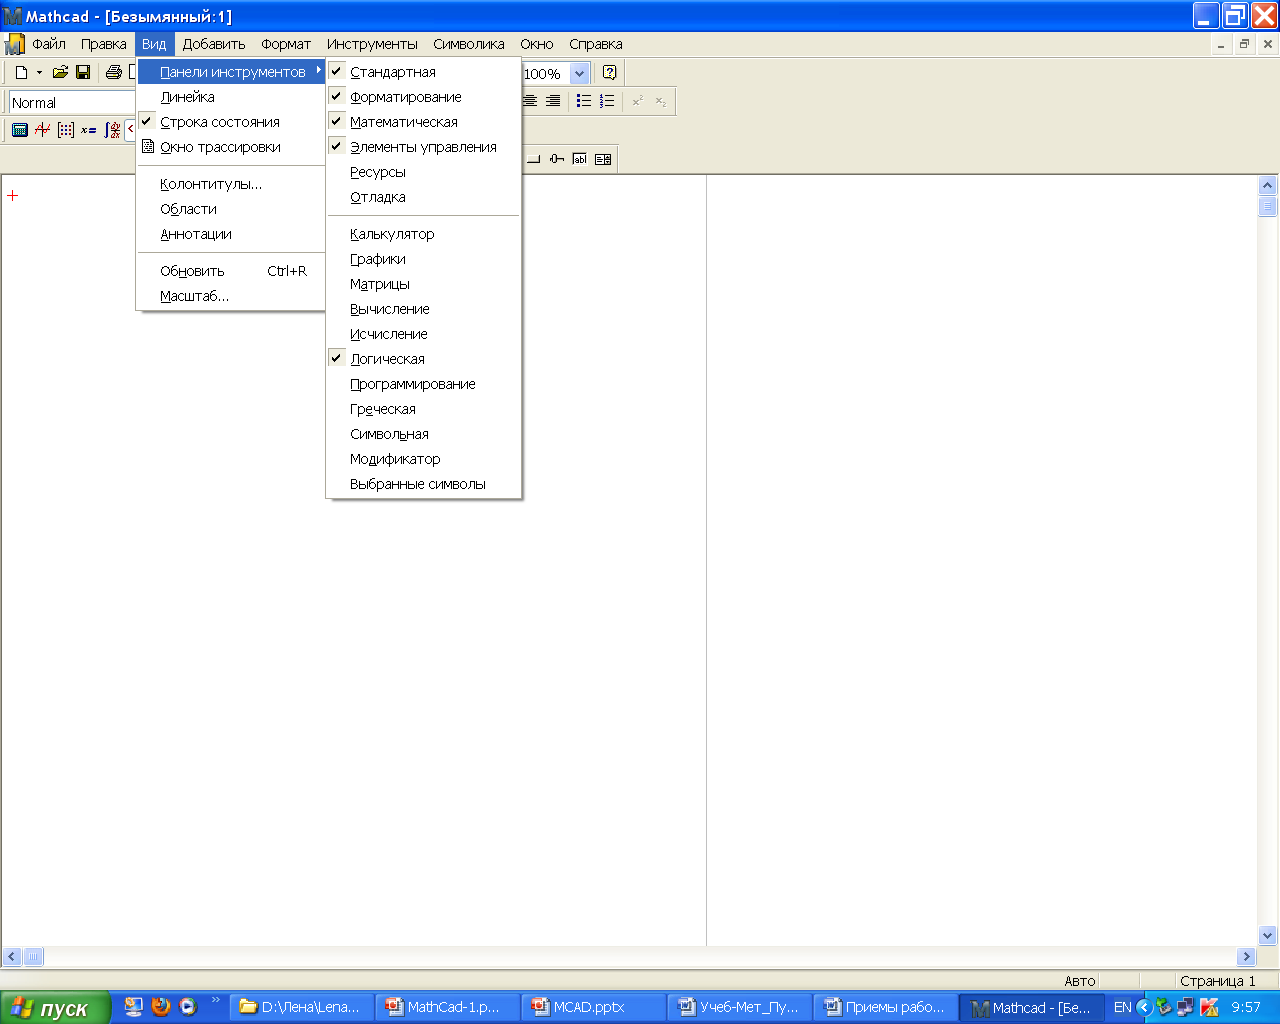 Mathcad - [Безымянный:1]
Файл Правка Вид Добавить Формат Инструменты Символика Окно Справка
100%
Normal
Панели инструментов
Линейка
Строка состояния
Окно трассировки
Колонтитулы...
Области
Аннотации
Обновить Ctrl+R
Масштаб...
Стандартная
Форматирование
Математическая
Элементы управления
Ресурсы
Отладка
Калькулятор
Графики
Матрицы
Вычисление
Исчисление
Логическая
Программирование
Греческая
Символьная
Модификатор
Выбранные символы
Авто Страница 1
пуск D:\Лена\Lena... MathCad-1.p... MCAD.pptx Учеб-Мет_Пу... Приемы рабо... Mathcad - [Бе... EN 9:57